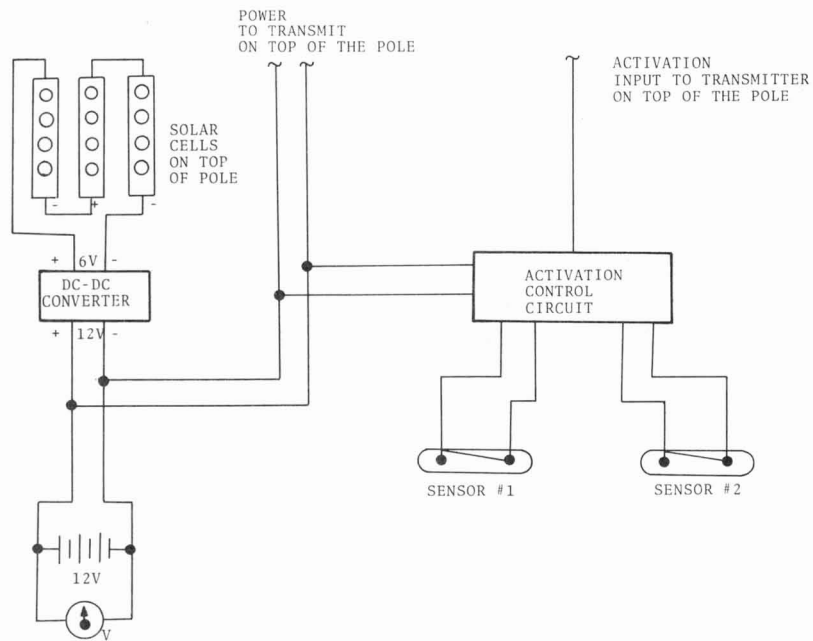 POWER
TO TRANSMIT
ON TOP OF THE POLE
ACTIVATION
INPUT TO TRANSMITTER
ON TOP OF THE POLE
SOLAR
CELLS
ON TOP
OF POLE
- + -
+ 6V -
DC-DC
CONVERTER
+ 12V -
ACTIVATION
CONTROL
CIRCUIT
SENSOR #1
SENSOR #2
12V
V